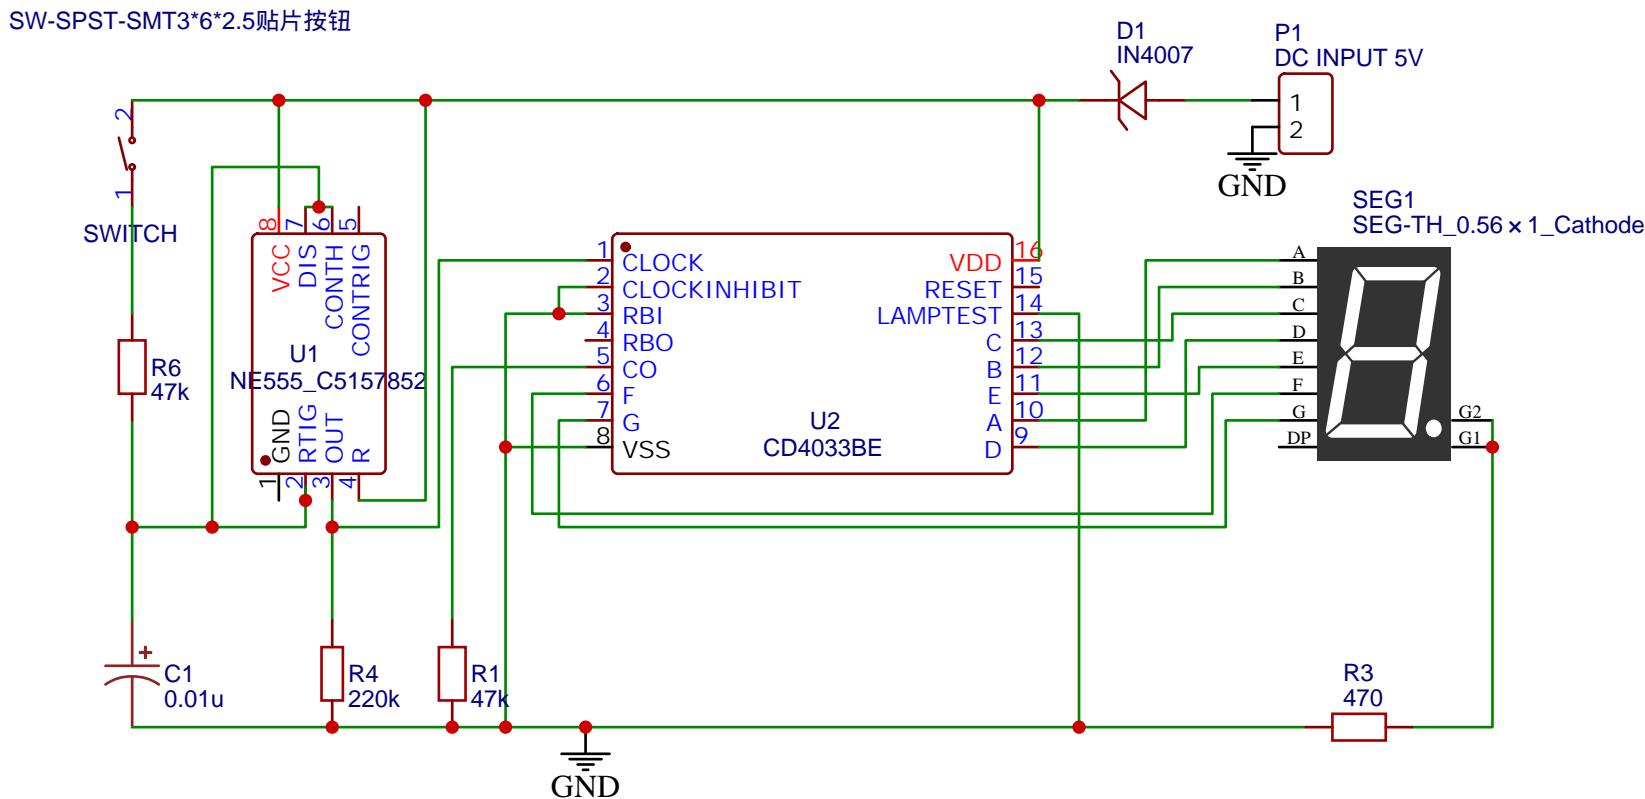 SW-SPST-SMT3*6*2.5贴片按钮
D1
IN4007
P1
DC INPUT 5V
1
2
GND
2
1
SWITCH
8
7
6
5
VCC
DIS
CONTH
CONTRIG
U1
NE555_C5157852
GND
RTIG
OUT
R
1
2
3
4
R6
47k
C1
0.01u
R4
220k
R1
47k
GND
1
CLOCK
2
CLOCKINHIBIT
3
RBI
4
RBO
5
CO
6
F
7
G
8
VSS
16
VDD
15
RESET
14
LAMPTEST
13
C
12
B
11
E
10
A
9
D
U2
CD4033BE
SEG1
SEG-TH_0.56×1_Cathode
A
B
C
D
E
F
G
DP
G2
G1
R3
470